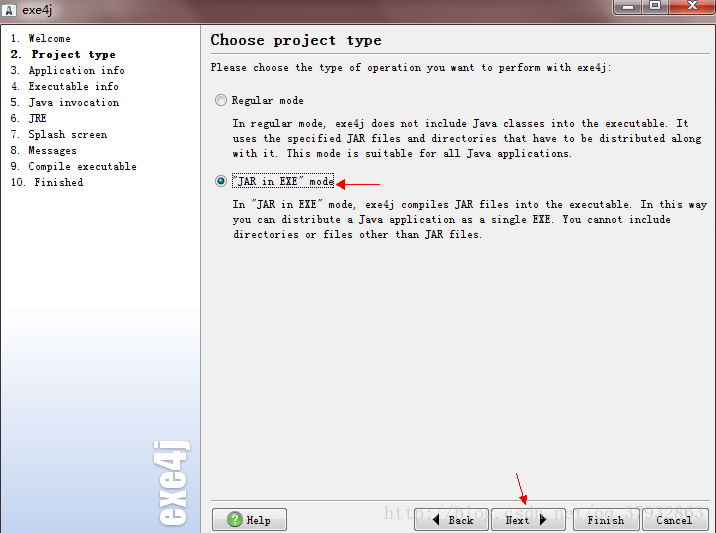 exe4j
1. Welcome
2. Project type
3. Application info
4. Executable info
5. Java invocation
6. JRE
7. Splash screen
8. Messages
9. Compile executable
10. Finished
exe4j
Choose project type
Please choose the type of operation you want to perform with exe4j:
Regular mode
In regular mode, exe4j does not include Java classes into the executable. It
uses the specified JAR files and directories that have to be distributed along
with it. This mode is suitable for all Java applications.
"JAR in EXE" mode
In "JAR in EXE" mode, exe4j compiles JAR files into the executable. In this way
you can distribute a Java application as a single EXE. You cannot include
directories or files other than JAR files.
Help
Back
Next
Finish
Cancel
http://blog.csdn.net/qq_37932863